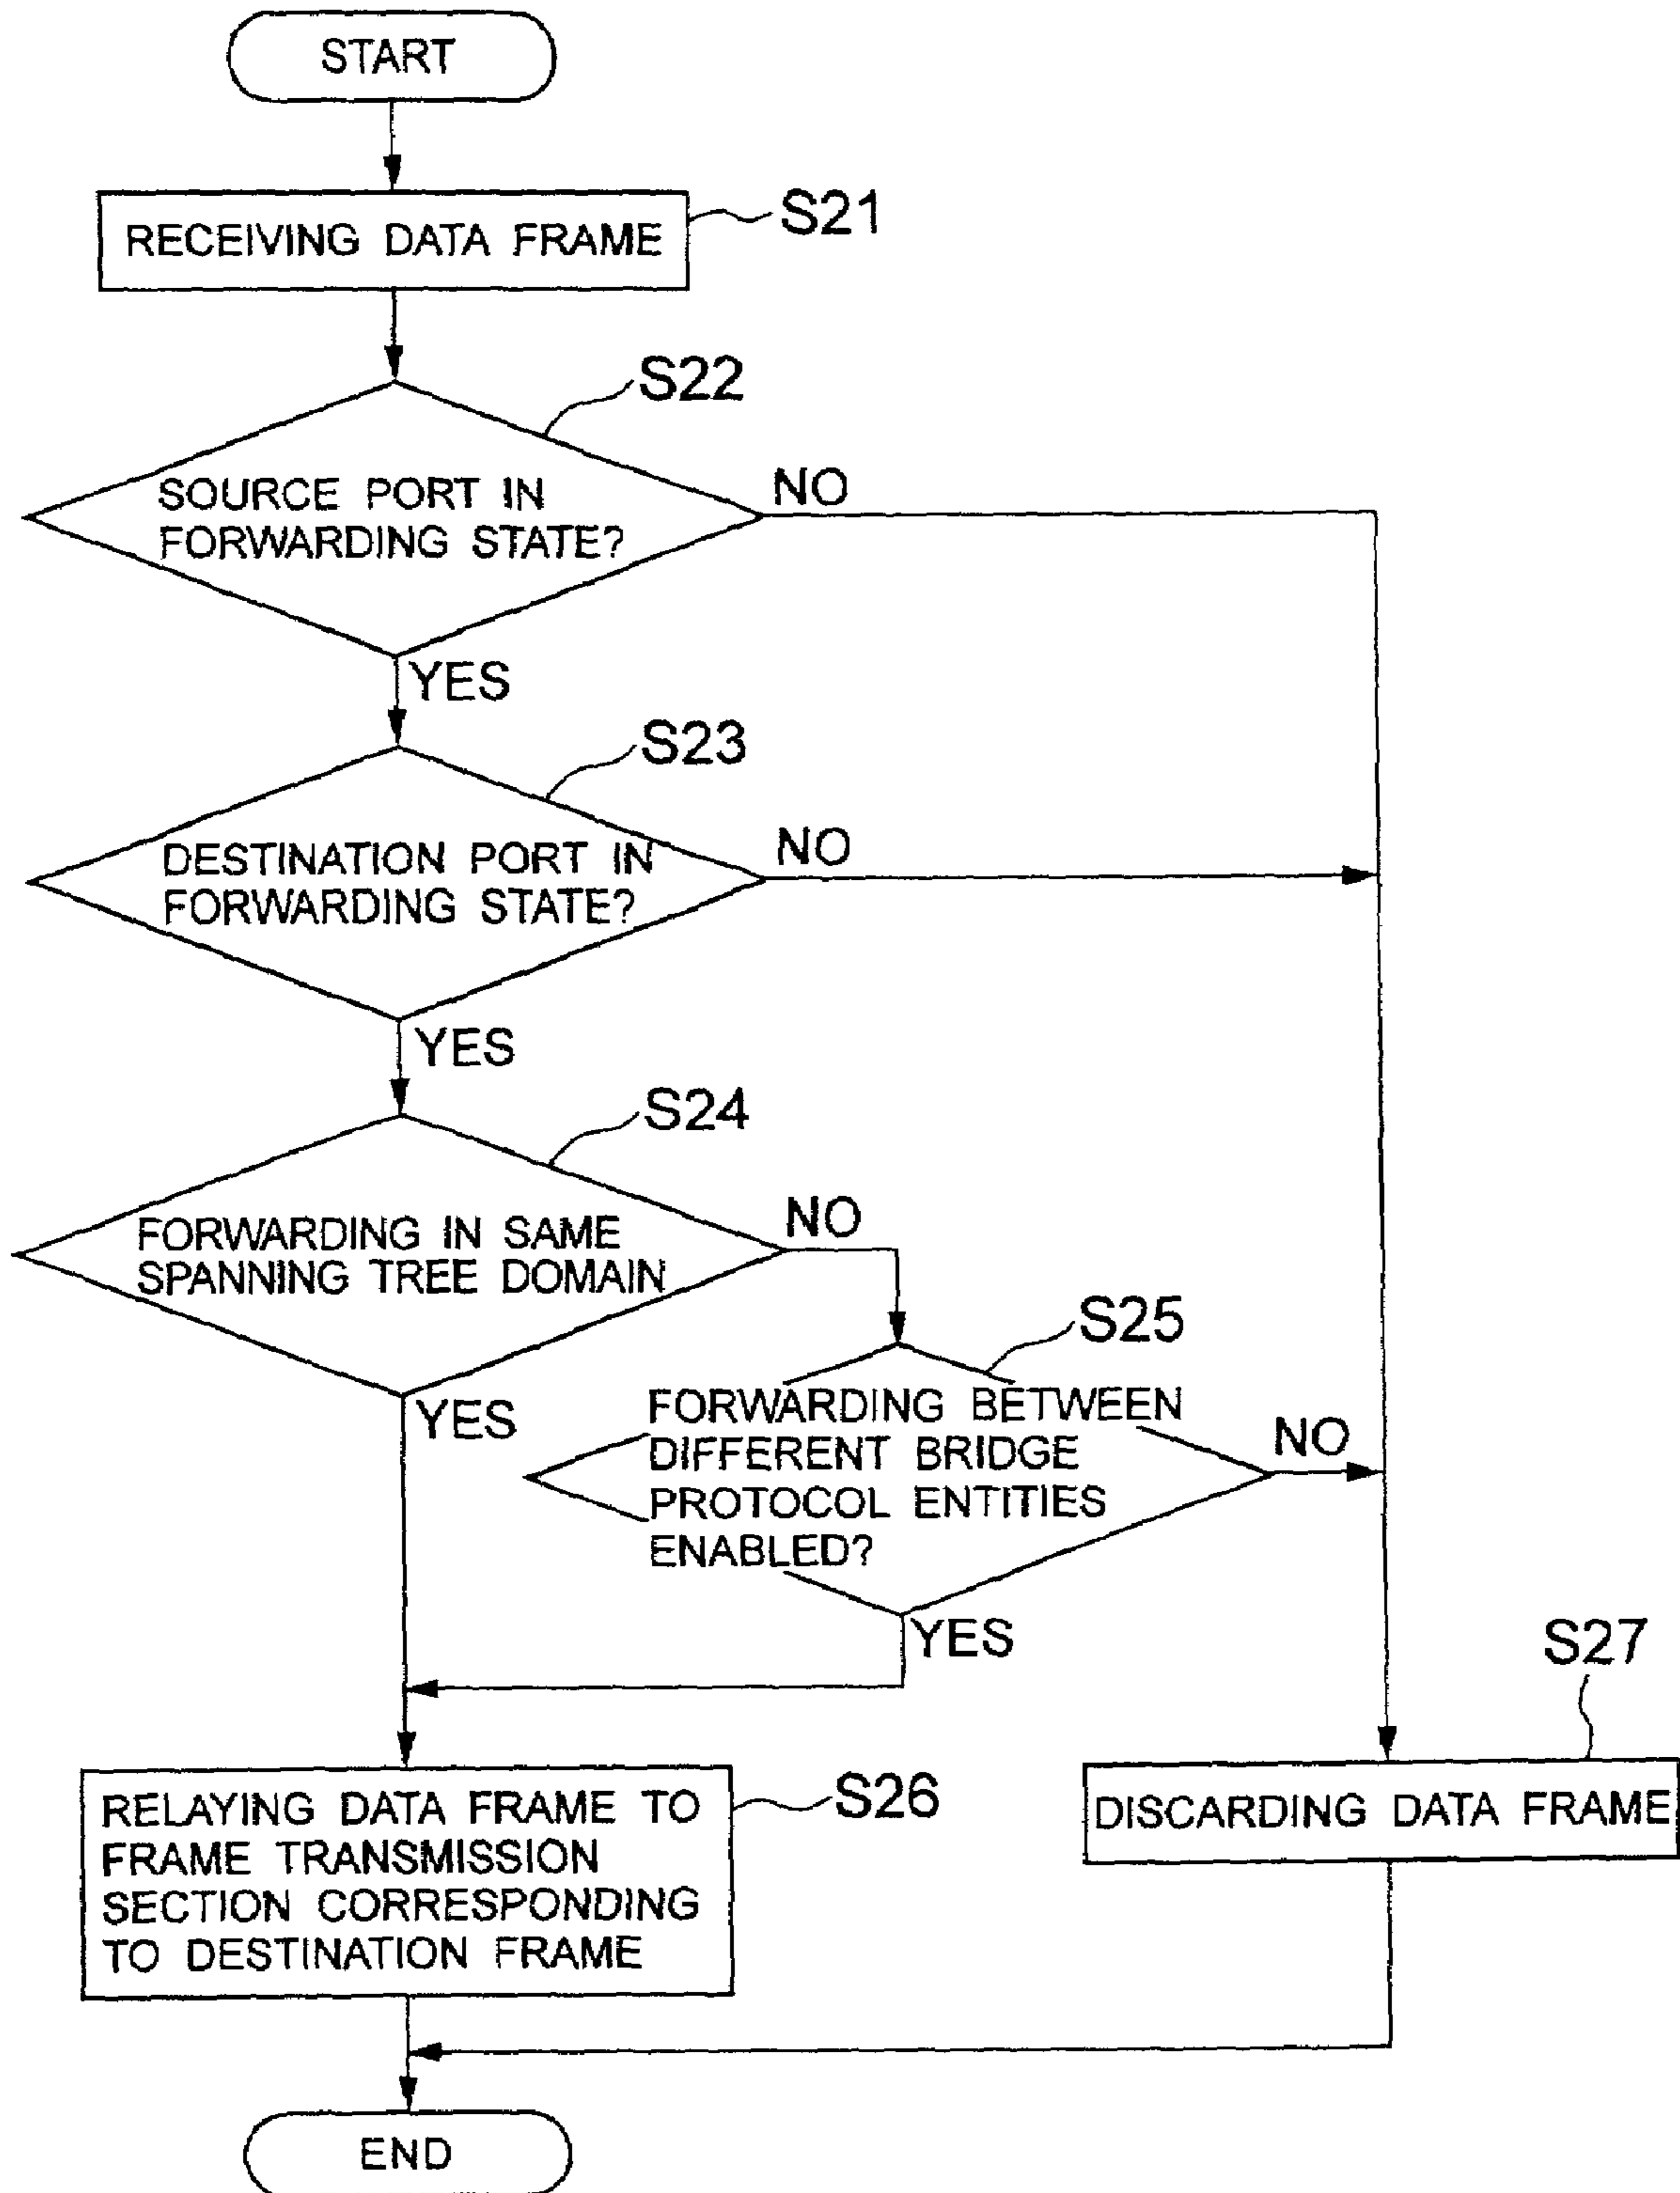 START
RECEIVING DATA FRAME
S21
S22
SOURCE PORT IN
FORWARDING STATE?
NO
YES
S23
DESTINATION PORT IN
FORWARDING STATE?
NO
YES
S24
FORWARDING IN SAME
SPANNING TREE DOMAIN
NO
YES
S25
FORWARDING BETWEEN
DIFFERENT BRIDGE
PROTOCOL ENTITIES
ENABLED?
NO
YES
S26
RELAYING DATA FRAME TO
FRAME TRANSMISSION
SECTION CORRESPONDING
TO DESTINATION FRAME
S27
DISCARDING DATA FRAME
END